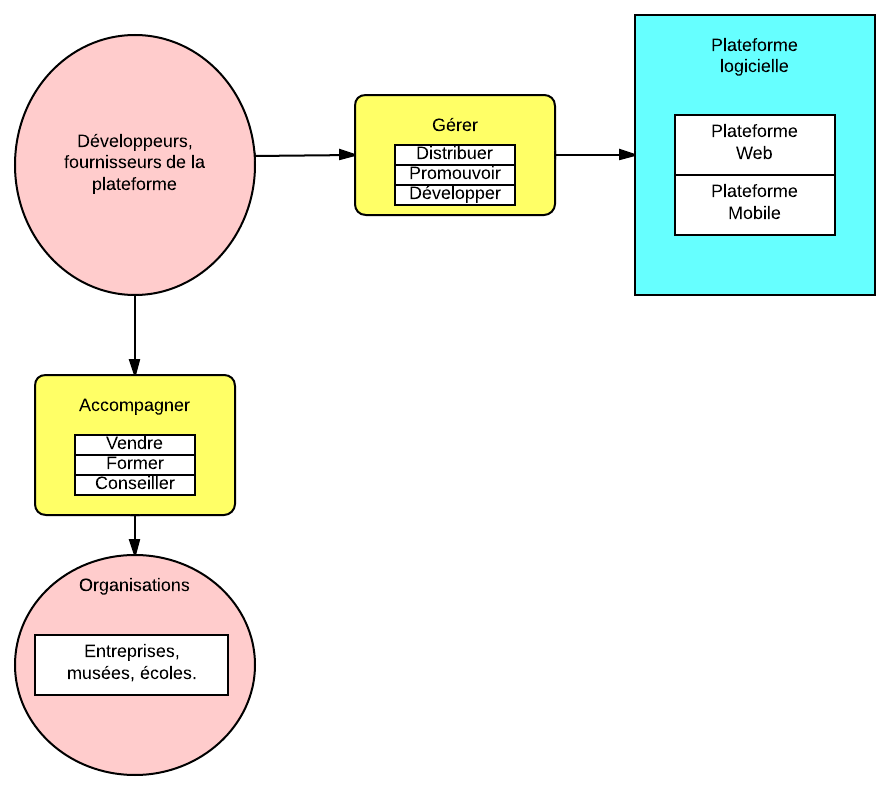 Développeurs,
fournisseurs de la
plateforme
Gérer
Distribuer
Promouvoir
Développer
Plateforme
logicielle
Plateforme
Web
Plateforme
Mobile
Accompagner
Vendre
Former
Conseiller
Organisations
Entreprises,
musées, écoles.